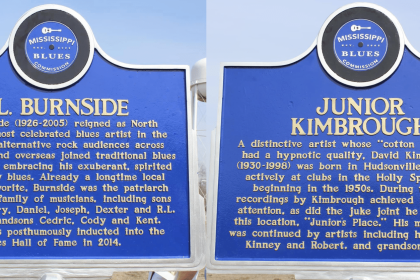 MISSISSIPPI
BLUES
COMMISSION
L. BURNSIDE
de (1926-2005) reigned as North
most celebrated blues artist in the
alternative rock audiences across
and overseas joined traditional blues
embracing his exuberant, spirited
y blues. Already a longtime local
avorite, Burnside was the patriarch
family of musicians, including sons
ry, Daniel, Joseph, Dexter and R.L.
andsons Cedric, Cody and Kent.
s posthumously inducted into the
es Hall of Fame in 2014.
MISSISSIPPI
BLUES
COMMISSION
JUNIOR
KIMBROUGH
A distinctive artist whose "cotton
had a hypnotic quality, David Kim
(1930-1998) was born in Hudsonville
actively at clubs in the Holly Sp
beginning in the 1950s. During
recordings by Kimbrough achieved
attention, as did the juke joint he
this location, "Junior's Place." His m
was continued by artists including h
Kinney and Robert, and grandson